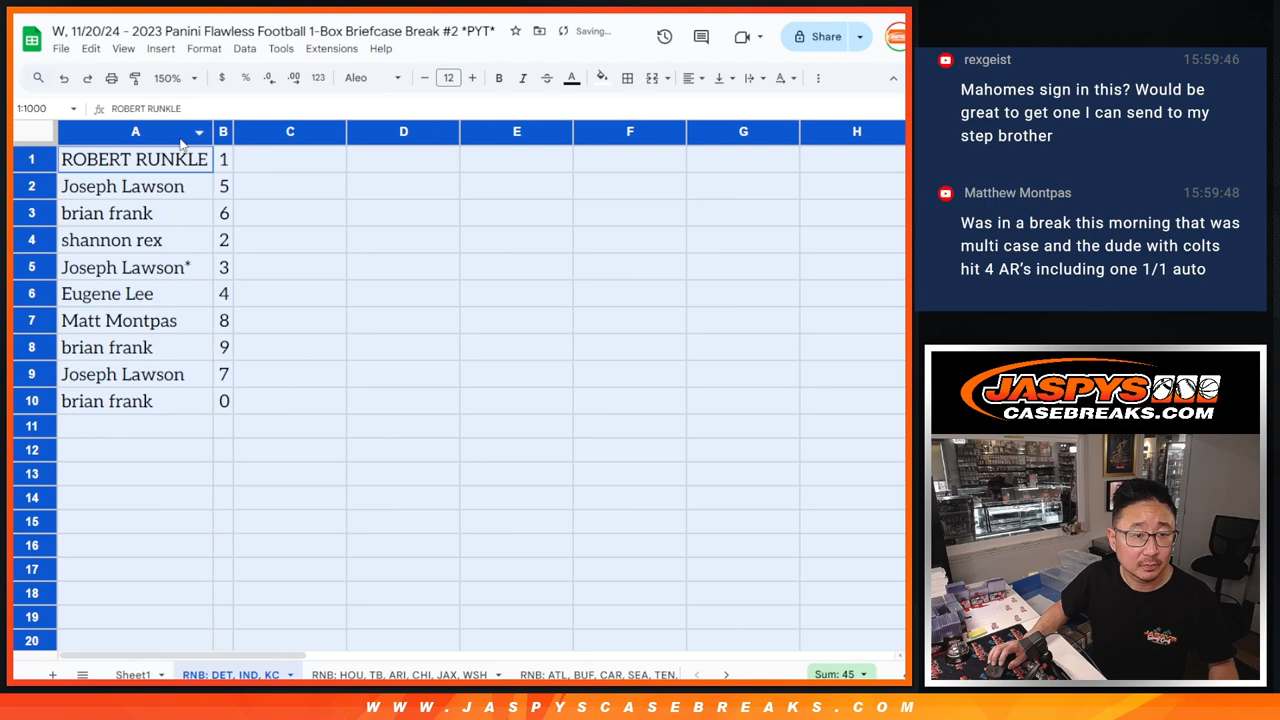 W, 11/20/24 - 2023 Panini Flawless Football 1-Box Briefcase Break #2 *PYT*
Saving...
File Edit View Insert Format Data Tools Extensions Help
Share
150% $ % .0 .00 123 Aleo 12 B I A
1:1000 fx ROBERT RUNKLE
A B C D E F G H
1 ROBERT RUNKLE 1
2 Joseph Lawson 5
3 brian frank 6
4 shannon rex 2
5 Joseph Lawson* 3
6 Eugene Lee 4
7 Matt Montpas 8
8 brian frank 9
9 Joseph Lawson 7
10 brian frank 0
11
12
13
14
15
16
17
18
19
20
Sheet1 RNB: DET, IND, KC RNB: HOU, TB, ARI, CHI, JAX, WSH RNB: ATL, BUF, CAR, SEA, TEN, Sum: 45
rexgeist 15:59:46
Mahomes sign in this? Would be
great to get one I can send to my
step brother
Matthew Montpas 15:59:48
Was in a break this morning that was
multi case and the dude with colts
hit 4 AR's including one 1/1 auto
JASPYS
CASEBREAKS.COM
WWW.JASPYSCASEBREAKS.COM